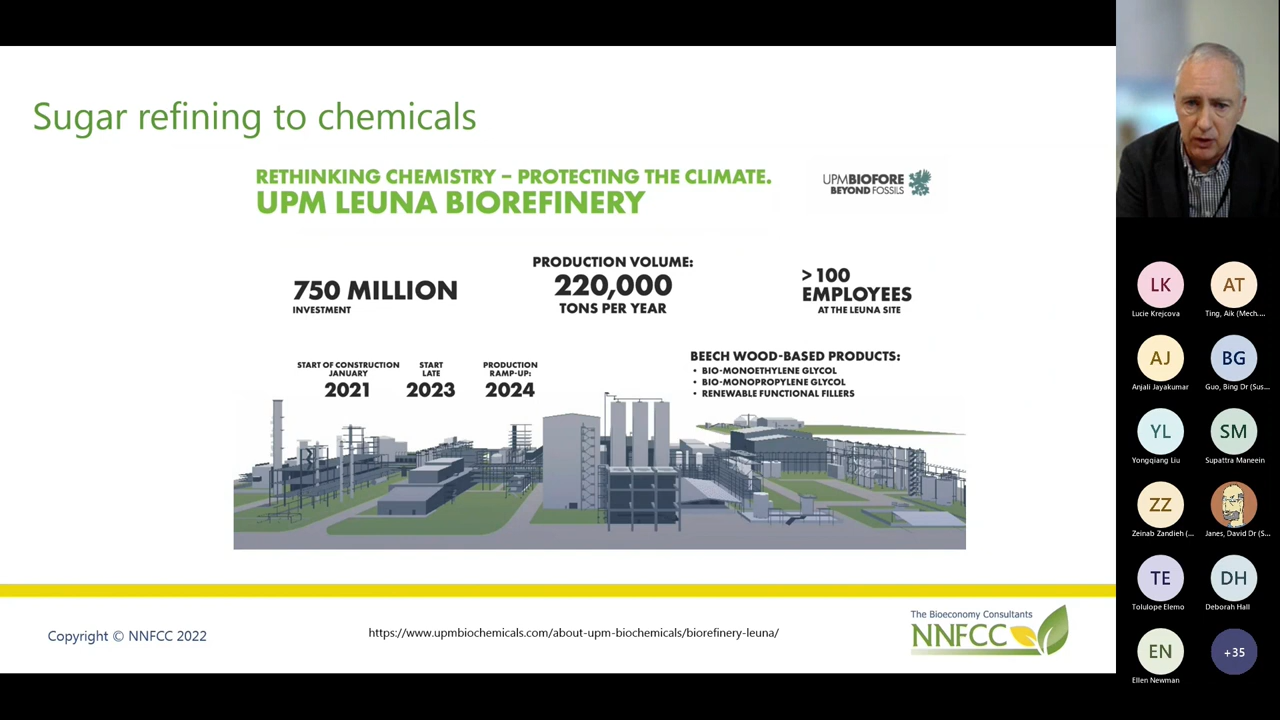 Sugar refining to chemicals
RETHINKING CHEMISTRY – PROTECTING THE CLIMATE.
UPM LEUNA BIOREFINERY
UPMBIOFORE
BEYOND FOSSILS
750 MILLION
INVESTMENT
PRODUCTION VOLUME:
220,000
TONS PER YEAR
> 100
EMPLOYEES
AT THE LEUNA SITE
START OF CONSTRUCTION
JANUARY
2021
START
LATE
2023
PRODUCTION
RAMP-UP:
2024
BEECH WOOD-BASED PRODUCTS:
• BIO-MONOETHYLENE GLYCOL
• BIO-MONOPROPYLENE GLYCOL
• RENEWABLE FUNCTIONAL FILLERS
Copyright © NNFCC 2022
https://www.upmbiochemicals.com/about-upm-biochemicals/biorefinery-leuna/
The Bioeconomy Consultants
NNFCC
LK
Lucie Krejcova
AT
Ting, Aik (Mech....
AJ
Anjali Jayakumar
BG
Guo, Bing Dr (Sus...
YL
Yongqiang Liu
SM
Supattra Maneein
ZZ
Zeinab Zandieh (...
Janes, David Dr (S...
TE
Tolulope Elemo
DH
Deborah Hall
EN
Ellen Newman
+35